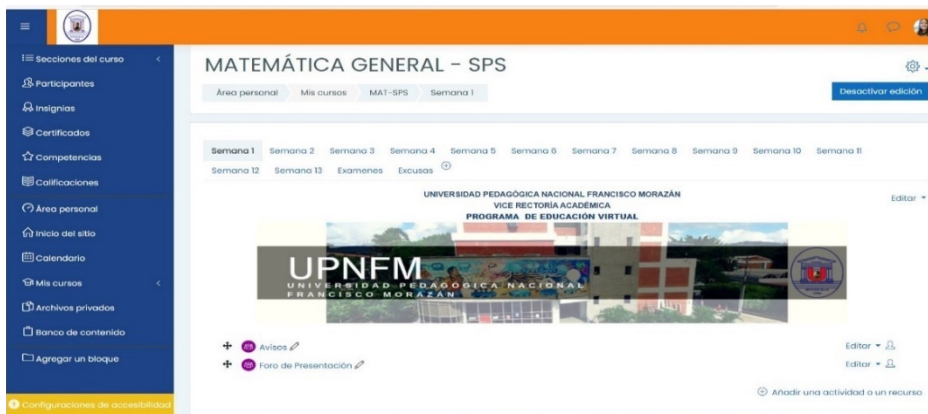 Secciones del curso
Participantes
Insignias
Certificados
Competencias
Calificaciones
Área personal
Inicio del sitio
Calendario
Mis cursos
Archivos privados
Banco de contenido
Agregar un bloque
Configuraciones de accesibilidad
MATEMÁTICA GENERAL - SPS
Área personal Mis cursos MAT-SPS Semana 1
Desactivar edición
Semana 1 Semana 2 Semana 3 Semana 4 Semana 5 Semana 6 Semana 7 Semana 8 Semana 9 Semana 10 Semana 11
Semana 12 Semana 13 Examenes Excusas
UNIVERSIDAD PEDAGÓGICA NACIONAL FRANCISCO MORAZÁN
VICE RECTORÍA ACADÉMICA
PROGRAMA DE EDUCACIÓN VIRTUAL
Editar
UPNFM
UNIVERSIDAD PEDAGÓGICA NACIONAL
FRANCISCO MORAZÁN
Avisos
Editar
Foro de Presentación
Editar
Añadir una actividad o un recurso